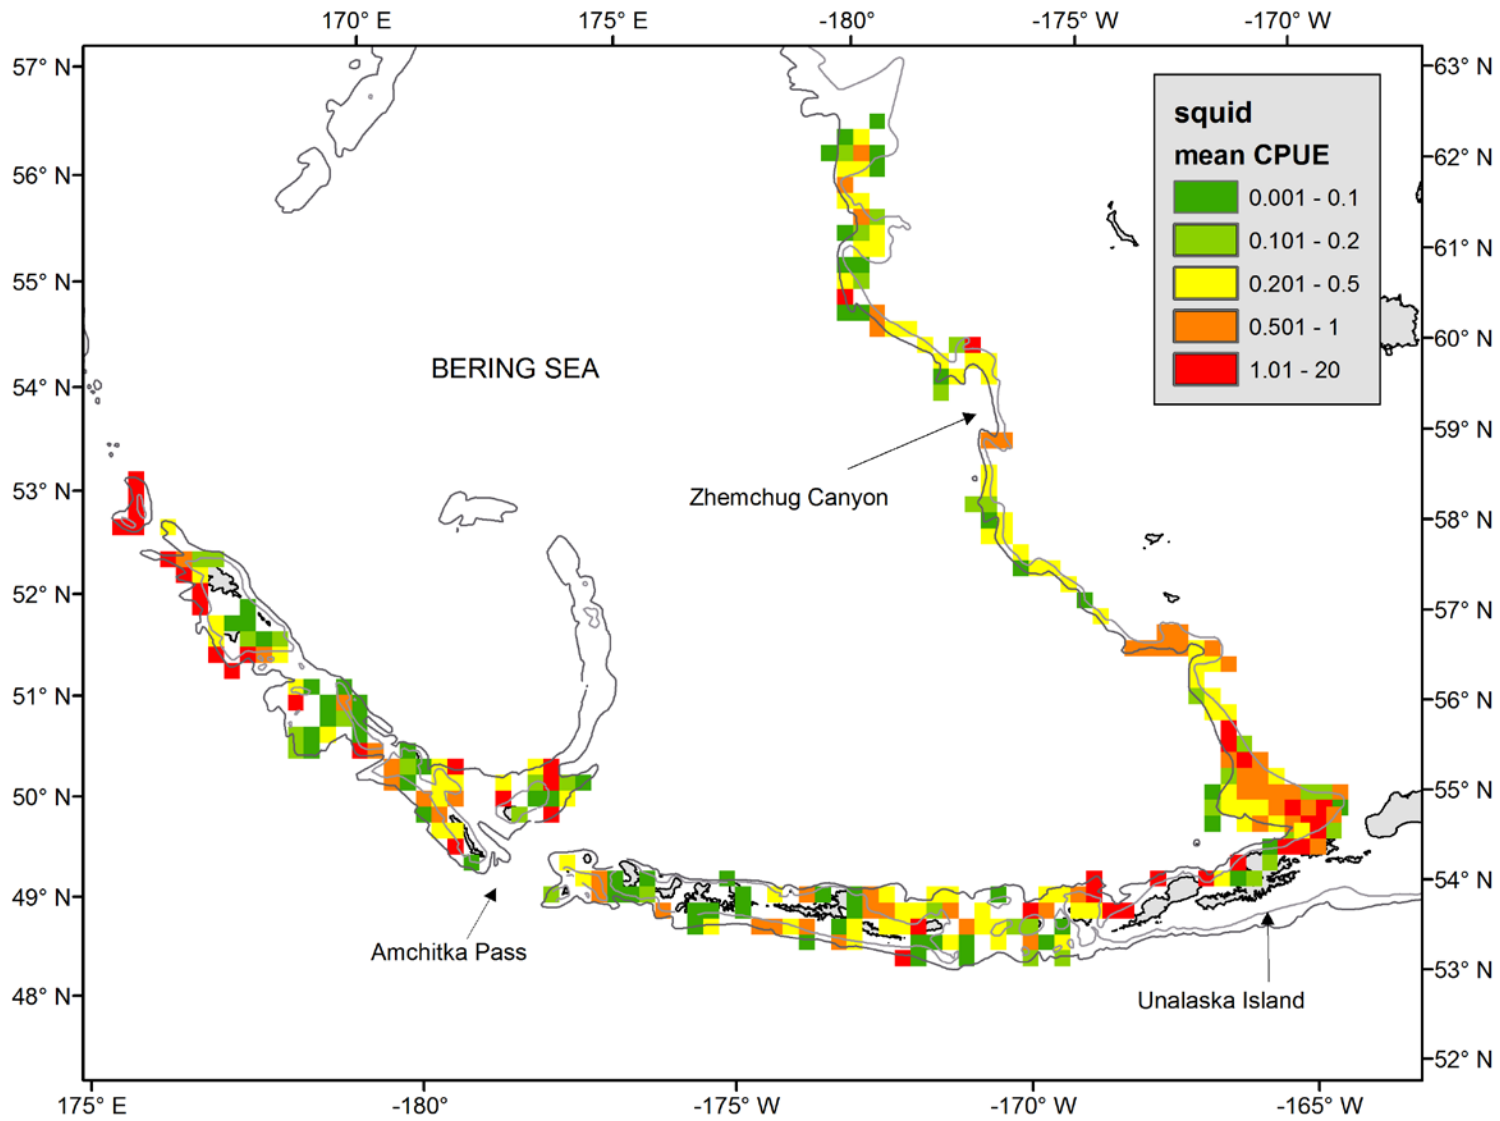 170° E 175° E -180° -175° W -170° W
57° N 63° N
squid
mean CPUE
0.001 - 0.1
0.101 - 0.2
0.201 - 0.5
0.501 - 1
1.01 - 20
62° N
56° N
61° N
55° N
60° N
BERING SEA
54° N
59° N
Zhemchug Canyon
53° N
58° N
52° N
57° N
51° N
56° N
50° N
55° N
49° N
54° N
Amchitka Pass
53° N
48° N
Unalaska Island
52° N
175° E -180° -175° W -170° W -165° W